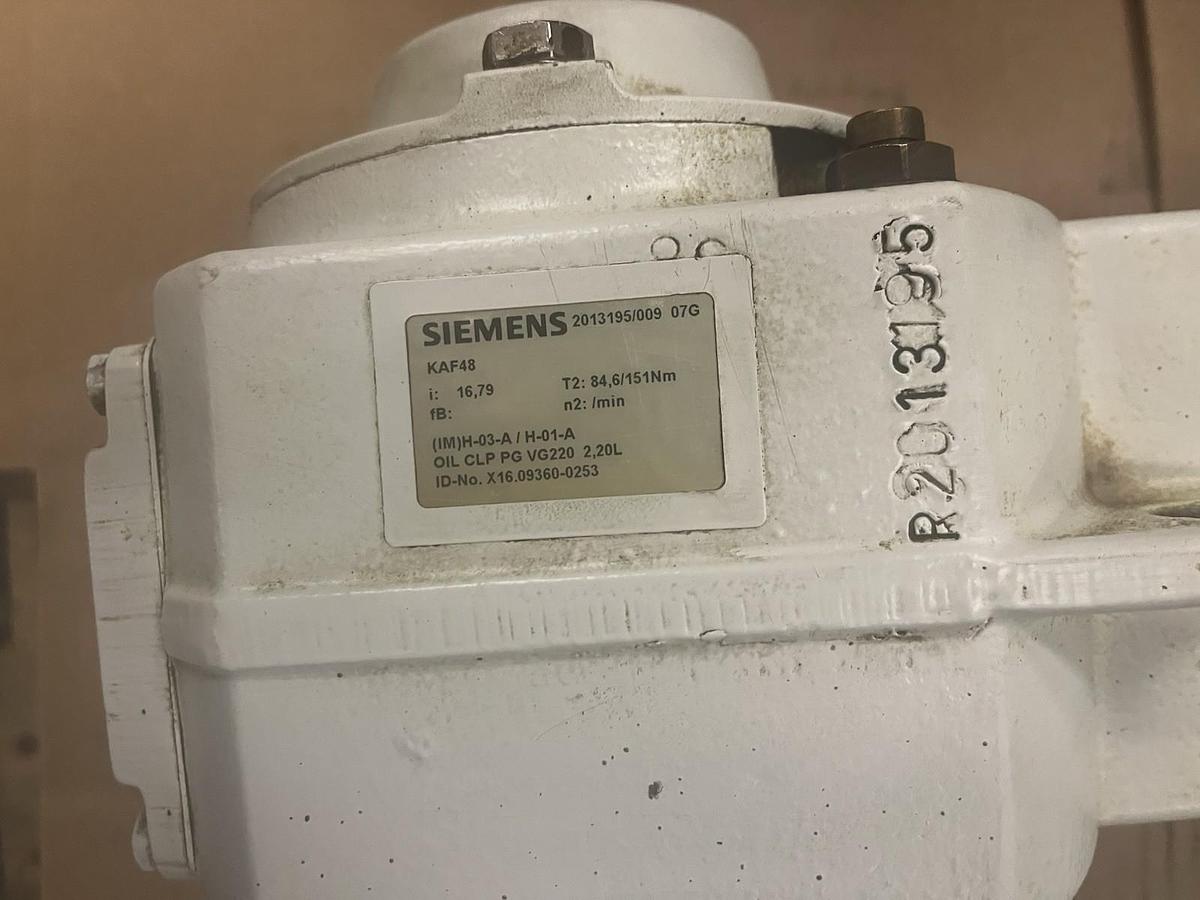 SIEMENS 2013195/009 07G
KAF48
i: 16,79 T2: 84,6/151Nm
fB: n2: /min
(IM)H-03-A / H-01-A
OIL CLP PG VG220 2,20L
ID-No. X16.09360-0253
R2013195